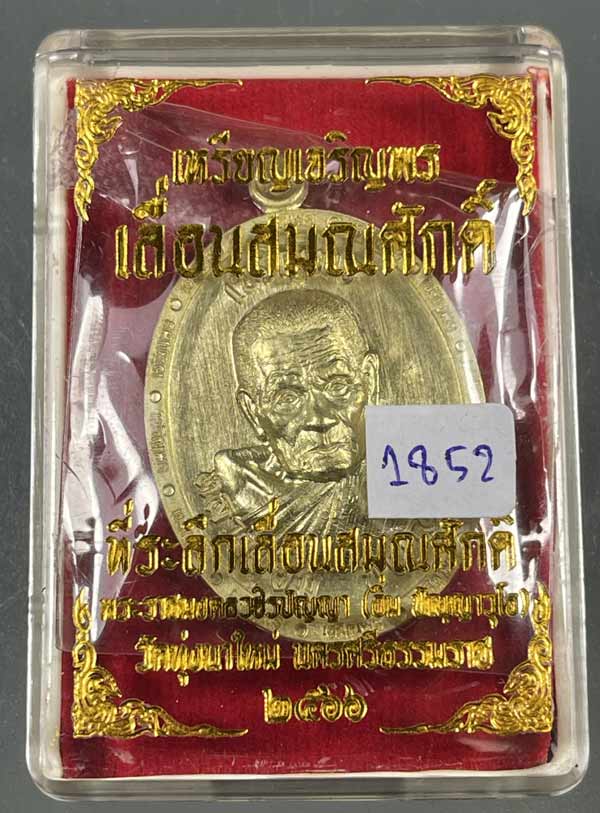 เหรียญเจริญพร
เลื่อนสมณศักดิ์
1852
ที่ระลึกเลื่อนสมณศักดิ์
วัดทุ่งนาใหม่ นครศรีธรรมราช
๒๕๖๖